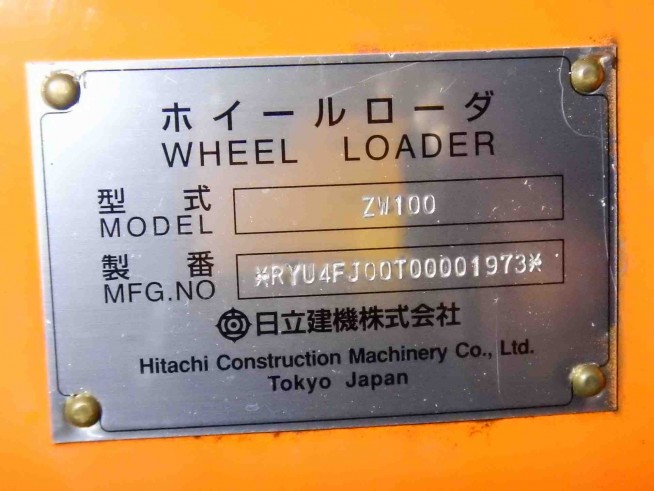 ホイールローダ
WHEEL LOADER
型式 ZW100
MODEL
製番 *RYU4FJ00T00001973*
MFG.NO
日立建機株式会社
Hitachi Construction Machinery Co., Ltd.
Tokyo Japan